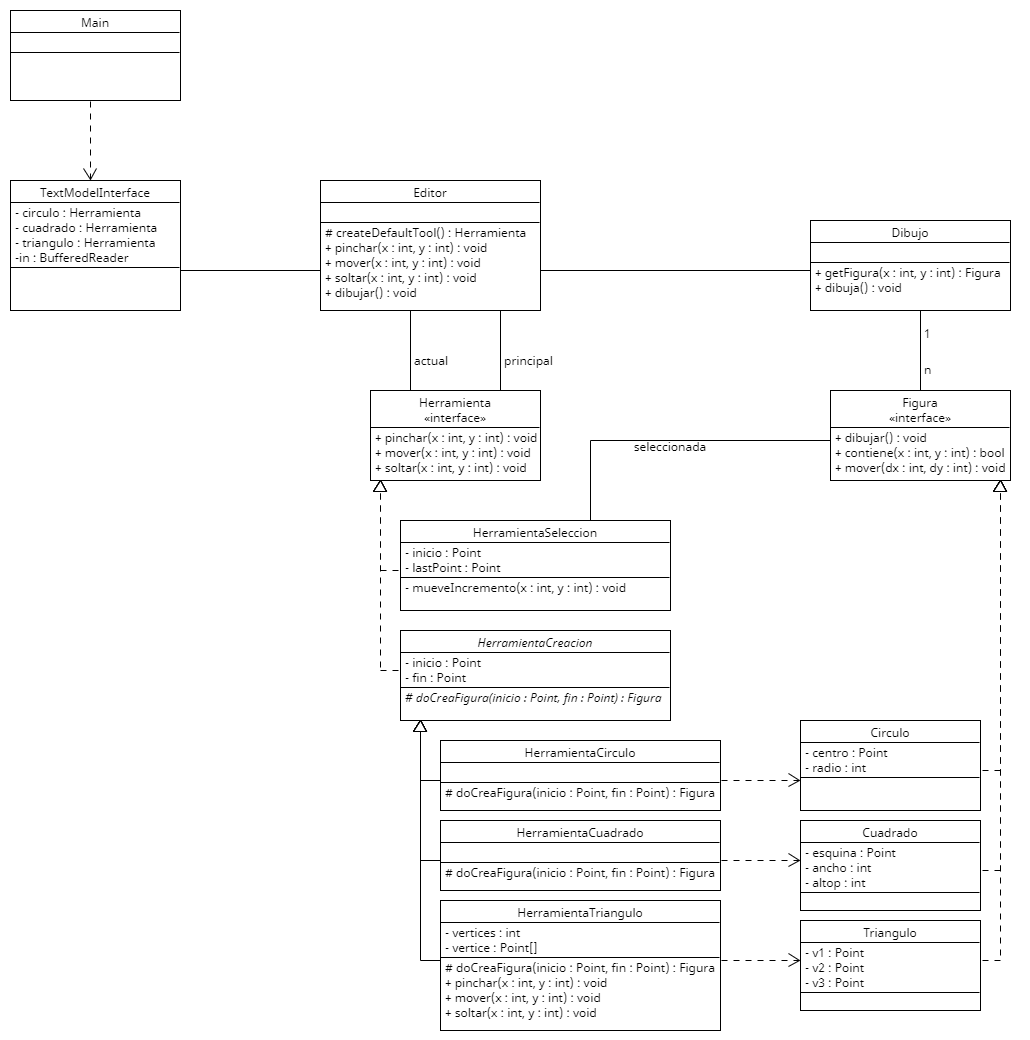 Main
TextModelInterface
- circulo : Herramienta
- cuadrado : Herramienta
- triangulo : Herramienta
-in : BufferedReader
Editor
# createDefaultTool() : Herramienta
+ pinchar(x : int, y : int) : void
+ mover(x : int, y : int) : void
+ soltar(x : int, y : int) : void
+ dibujar() : void
Dibujo
+ getFigura(x : int, y : int) : Figura
+ dibuja() : void
actual
principal
1
n
Herramienta
«interface»
+ pinchar(x : int, y : int) : void
+ mover(x : int, y : int) : void
+ soltar(x : int, y : int) : void
Figura
«interface»
+ dibujar() : void
+ contiene(x : int, y : int) : bool
+ mover(dx : int, dy : int) : void
seleccionada
HerramientaSeleccion
- inicio : Point
- lastPoint : Point
- mueveIncremento(x : int, y : int) : void
HerramientaCreacion
- inicio : Point
- fin : Point
# doCreaFigura(inicio : Point, fin : Point) : Figura
HerramientaCirculo
# doCreaFigura(inicio : Point, fin : Point) : Figura
Circulo
- centro : Point
- radio : int
HerramientaCuadrado
# doCreaFigura(inicio : Point, fin : Point) : Figura
Cuadrado
- esquina : Point
- ancho : int
- altop : int
HerramientaTriangulo
- vertices : int
- vertice : Point[]
# doCreaFigura(inicio : Point, fin : Point) : Figura
+ pinchar(x : int, y : int) : void
+ mover(x : int, y : int) : void
+ soltar(x : int, y : int) : void
Triangulo
- v1 : Point
- v2 : Point
- v3 : Point